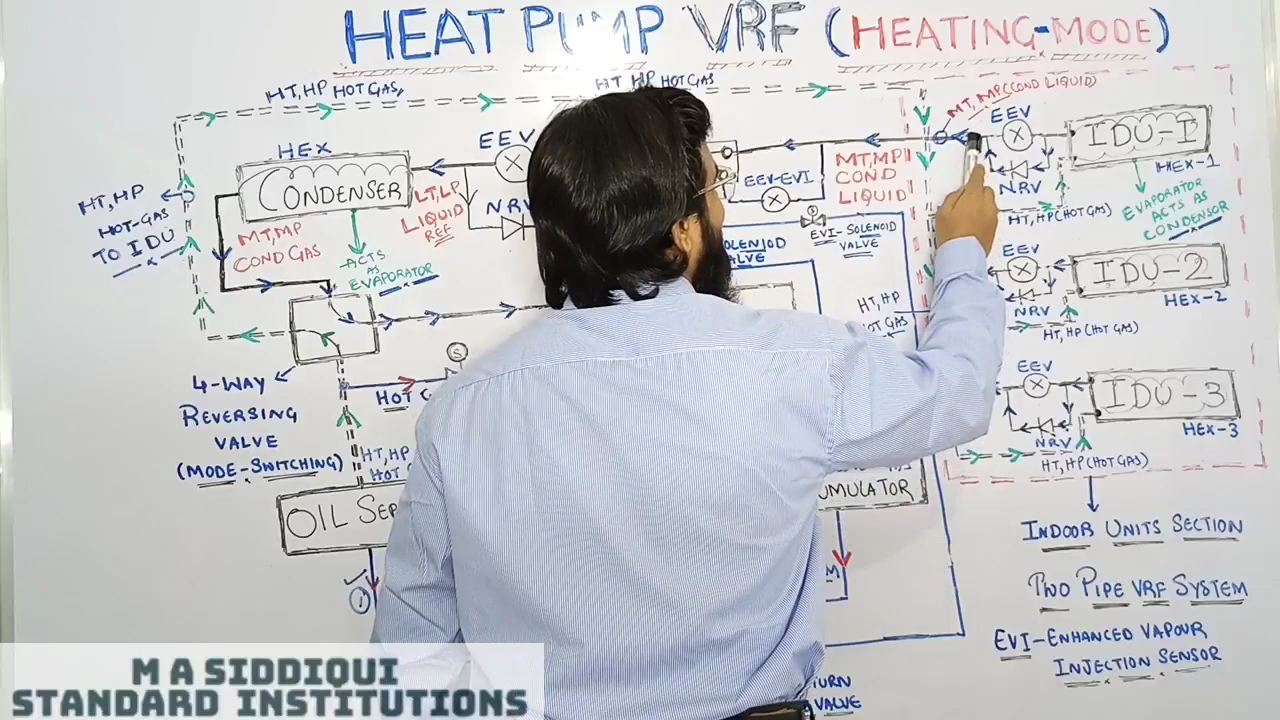 HEAT PUMP VRF (HEATING-MODE)
HT, HP HOT GAS,
HT, HP HOT GAS
MT, MP (COND LIQUID)
HEX
EEV
EEV
IDU-1
CONDENSER
HEX-1
HT, HP
HOT-GAS
TO IDU
MT, MP
COND GAS
LT, LP
LIQUID
REF
NRV
EEV-EVI
MT, MP
COND
LIQUID
NRV
HT, HP (HOT GAS)
EVAPORATOR
ACTS AS
CONDENSOR
ACTS
AS
EVAPORATOR
EVI-SOLENOID
VALVE
EEV
IDU-2
NRV
HEX-2
HT, HP (HOT GAS)
HT, HP
S
4-WAY
REVERSING
VALVE
(MODE-SWITCHING)
EEV
IDU-3
NRV
HEX-3
HT, HP (HOT GAS)
HT, HP
OIL
1
INDOOR UNITS SECTION
TWO PIPE VRF SYSTEM
EVI-ENHANCED VAPOUR
INJECTION SENSOR
VALVE
M A SIDDIQUI
STANDARD INSTITUTIONS